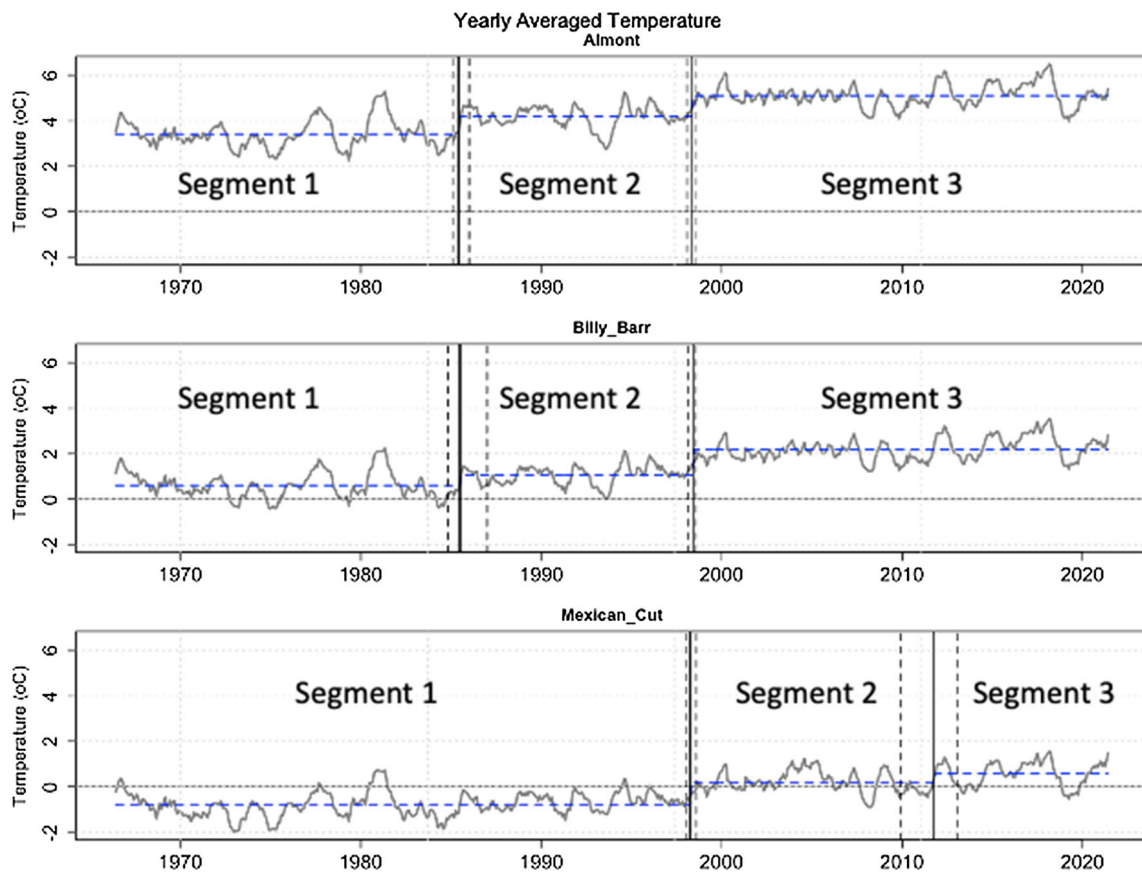 Yearly Averaged Temperature
Almont
Temperature (oC)
6
4
2
0
-2
Segment 1
Segment 2
Segment 3
1970
1980
1990
2000
2010
2020
Billy_Barr
Temperature (oC)
6
4
2
0
-2
Segment 1
Segment 2
Segment 3
1970
1980
1990
2000
2010
2020
Mexican_Cut
Temperature (oC)
6
4
2
0
-2
Segment 1
Segment 2
Segment 3
1970
1980
1990
2000
2010
2020